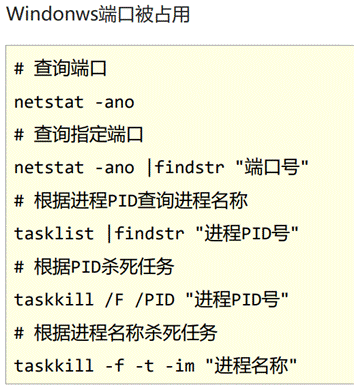 Windonws端口被占用
# 查询端口
netstat -ano
# 查询指定端口
netstat -ano |findstr "端口号"
# 根据进程PID查询进程名称
tasklist |findstr "进程PID号"
# 根据PID杀死任务
taskkill /F /PID "进程PID号"
# 根据进程名称杀死任务
taskkill -f -t -im "进程名称"